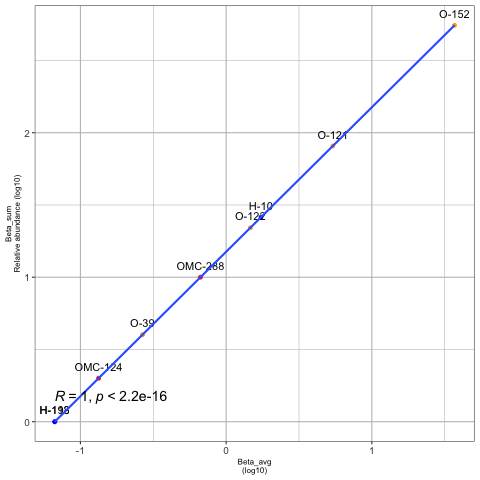 O-152
2
O-121
H-10
O-122
OMC-288
1
O-39
OMC-124
R = 1, p < 2.2e-16
0
-1
0
1
Beta_avg
(log10)
Beta_sum
Relative abundance (log10)